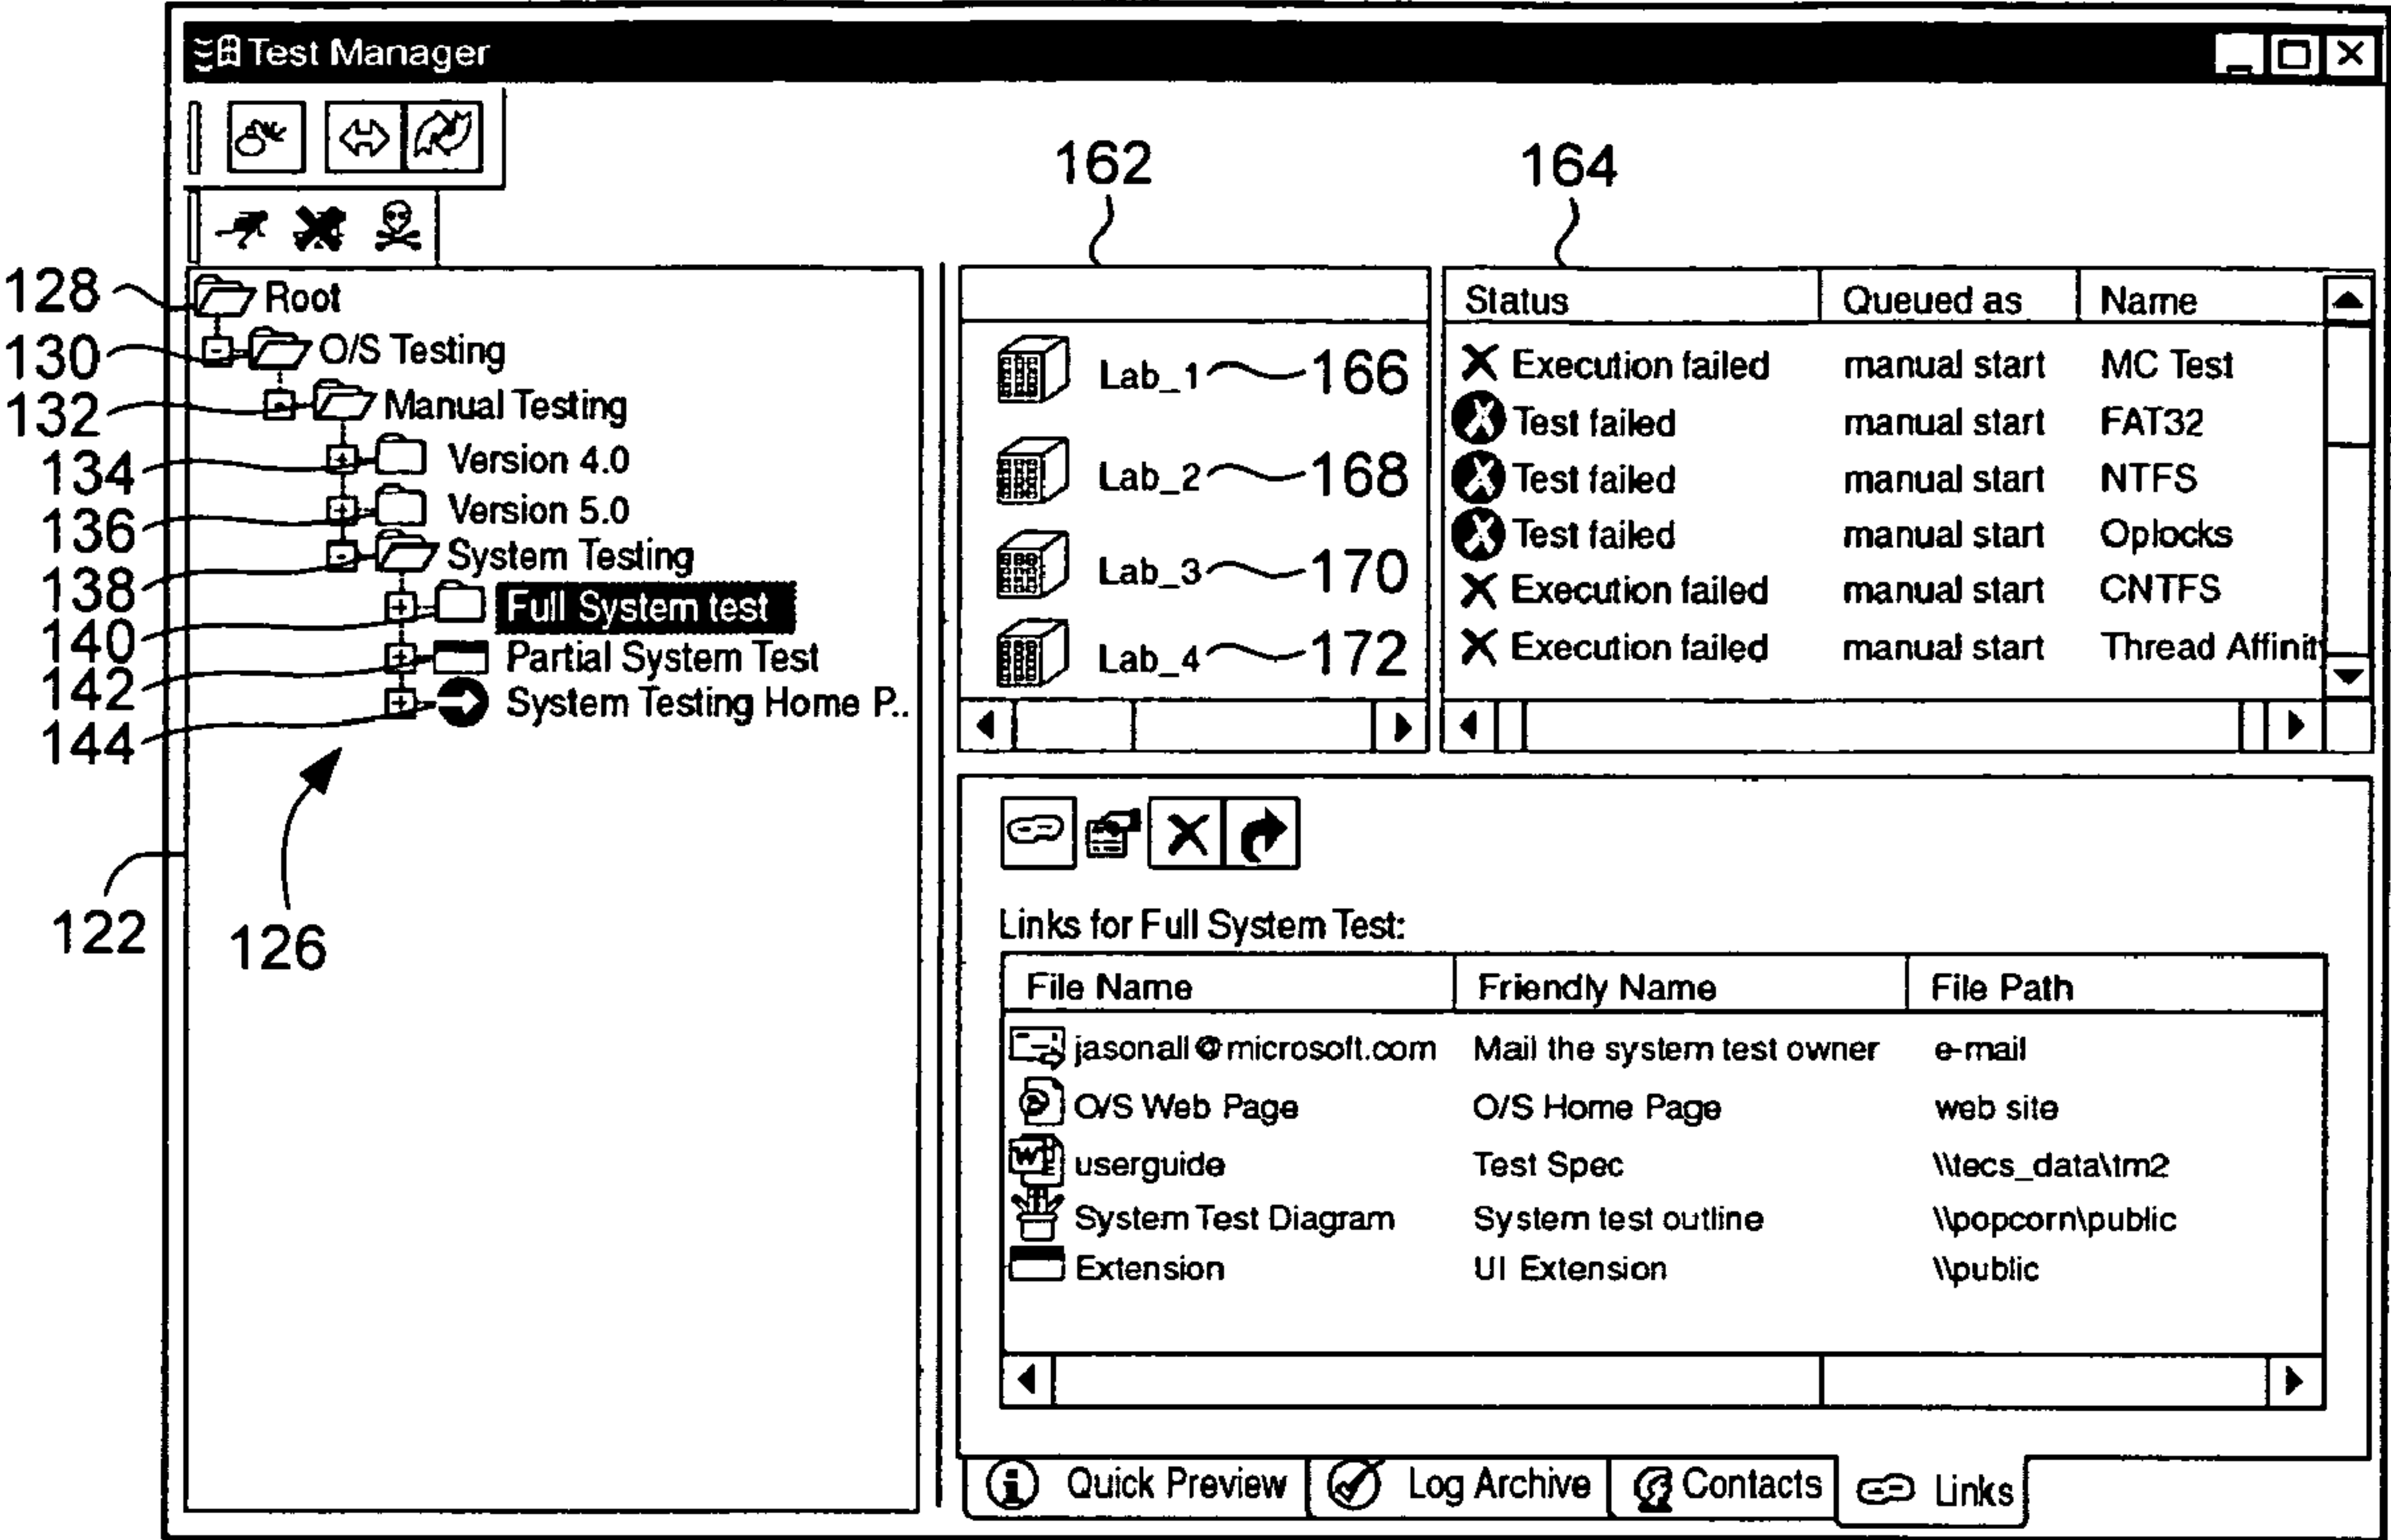 Test Manager
162
164
128 Root
130 O/S Testing
132 Manual Testing
134 Version 4.0
136 Version 5.0
138 System Testing
140 Full System test
142 Partial System Test
144 System Testing Home P..
122
126
Lab_1 166
Lab_2 168
Lab_3 170
Lab_4 172
Status Queued as Name
Execution failed manual start MC Test
Test failed manual start FAT32
Test failed manual start NTFS
Test failed manual start Oplocks
Execution failed manual start CNTFS
Execution failed manual start Thread Affinit
Links for Full System Test:
File Name Friendly Name File Path
jasonall@microsoft.com Mail the system test owner e-mail
O/S Web Page O/S Home Page web site
userguide Test Spec \\tecs_data\tm2
System Test Diagram System test outline \\popcorn\public
Extension UI Extension \\public
Quick Preview Log Archive Contacts Links